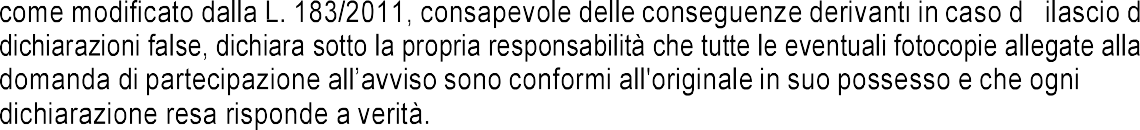 come modificato dalla L. 183/2011, consapevole delle conseguenze derivanti in caso d ilascio d
dichiarazioni false, dichiara sotto la propria responsabilità che tutte le eventuali fotocopie allegate alla
domanda di partecipazione all’avviso sono conformi all'originale in suo possesso e che ogni
dichiarazione resa risponde a verità.